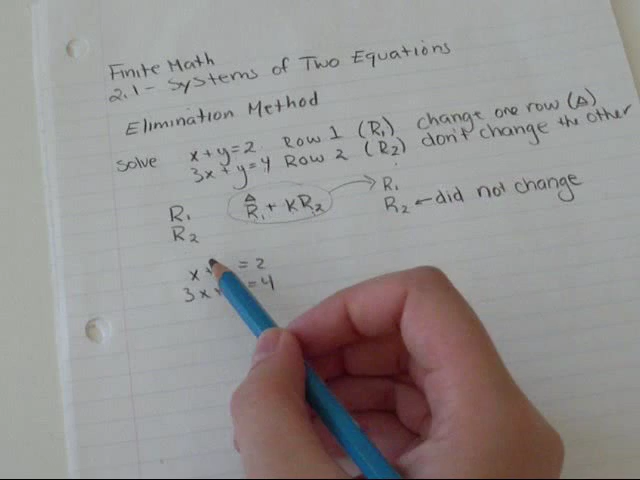 Finite Math
2.1 - Systems of Two Equations
Elimination Method
Solve x + y = 2 Row 1 (R₁) change one row (Δ)
3x + y = 4 Row 2 (R₂) don't change the other
R₁ Δ R₁ + KR₂ → R₁
R₂ R₂ ← did not change
x + = 2
3x + = 4